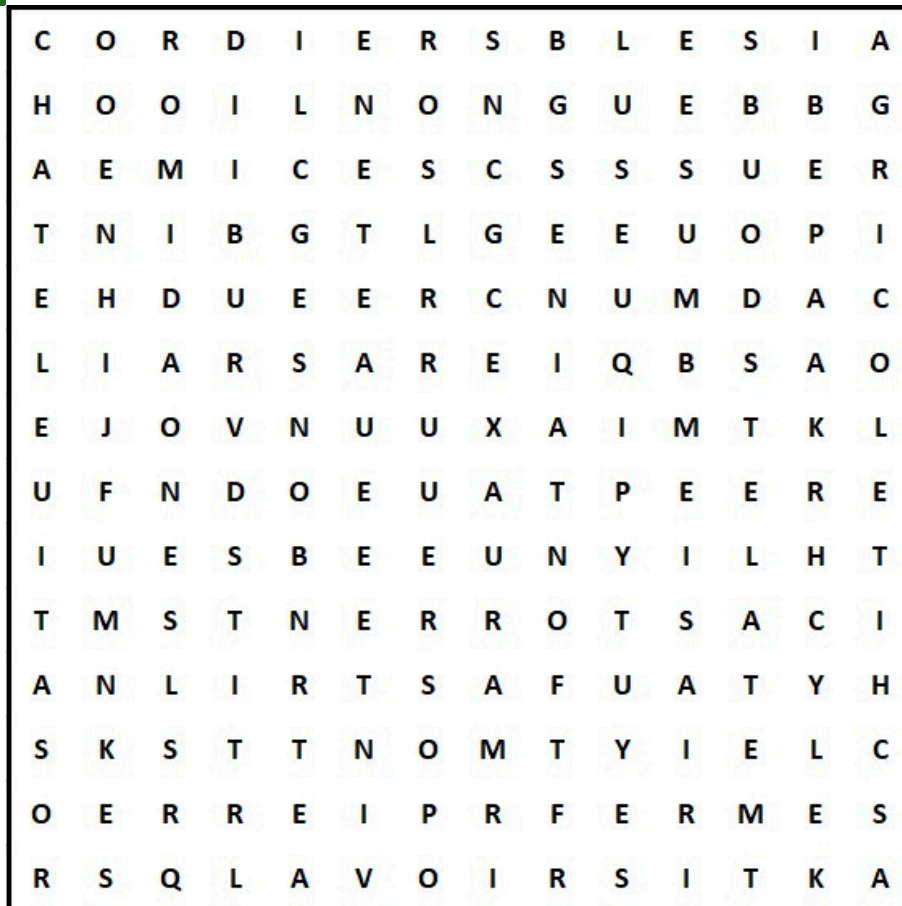 C O R D I E R S B L E S I A
H O O I L N O N G U E B B G
A E M I C E S C S S S U E R
T N I B G T L G E E U O P I
E H D U E E R C N U M D A C
L I A R S A R E I Q B S A O
E J O V N U U X A I M T K L
U F N D O E U A T P E E R E
I U E S B E E U N Y I L H T
T M S T N E R R O T S A C I
A N L I R T S A F U A T Y H
S K S T T N O M T Y I E L C
O E R R E I P R F E R M E S
R S Q L A V O I R S I T K A